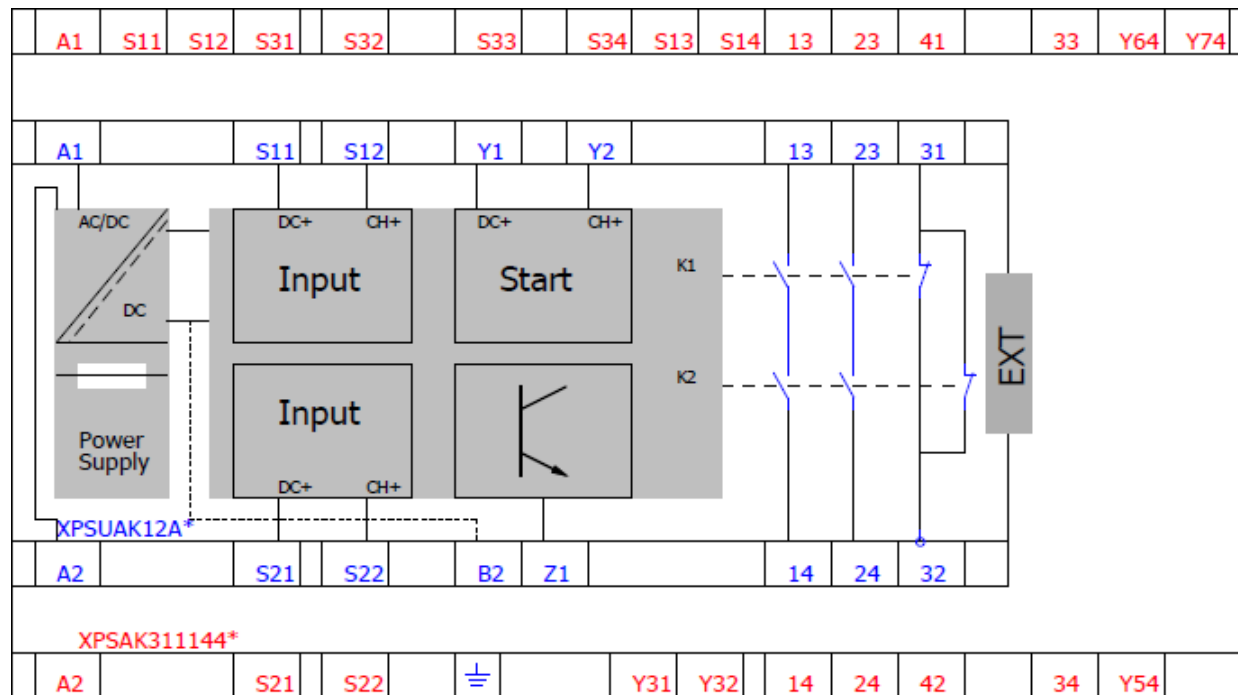 A1 S11 S12 S31 S32 S33 S34 S13 S14 13 23 41 33 Y64 Y74
A1 S11 S12 Y1 Y2 13 23 31
AC/DC DC+ CH+ DC+ CH+
Input Start K1
DC
EXT
K2
Input
Power
Supply
DC+ CH+
XPSUAK12A*
A2 S21 S22 B2 Z1 14 24 32
XPSAK311144*
A2 S21 S22 Y31 Y32 14 24 42 34 Y54